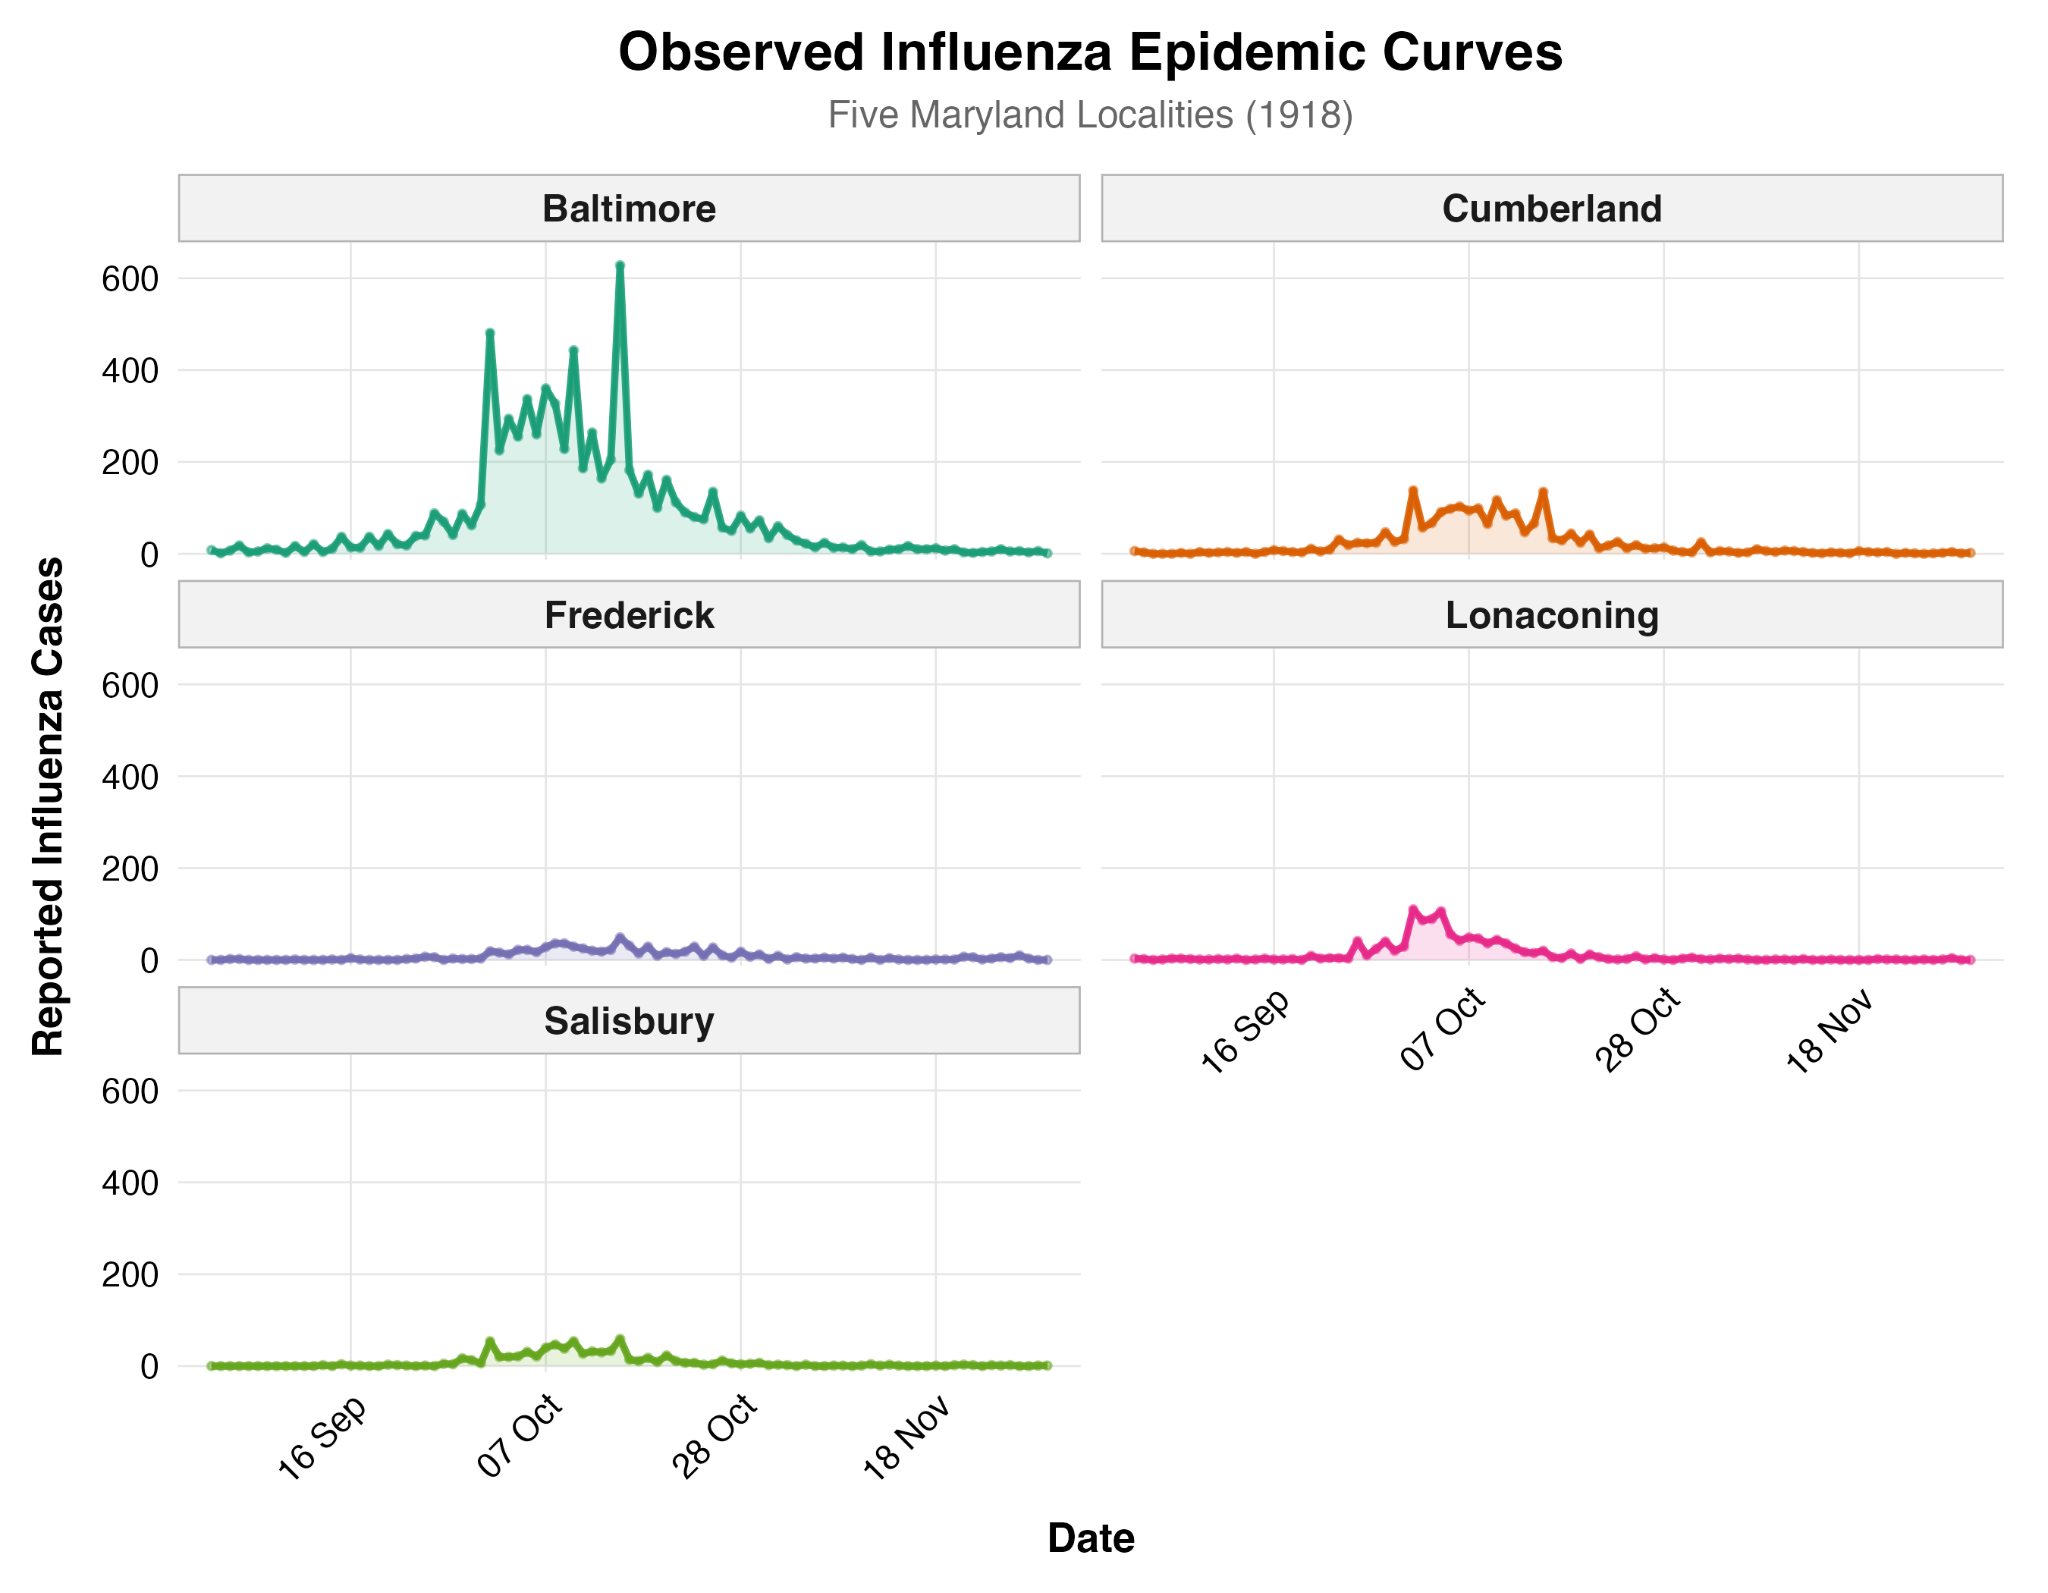 Observed Influenza Epidemic Curves
Five Maryland Localities (1918)
Baltimore
Cumberland
600
400
200
0
Frederick
Lonaconing
600
400
200
0
16 Sep
07 Oct
28 Oct
18 Nov
Salisbury
600
400
200
0
16 Sep
07 Oct
28 Oct
18 Nov
Reported Influenza Cases
Date